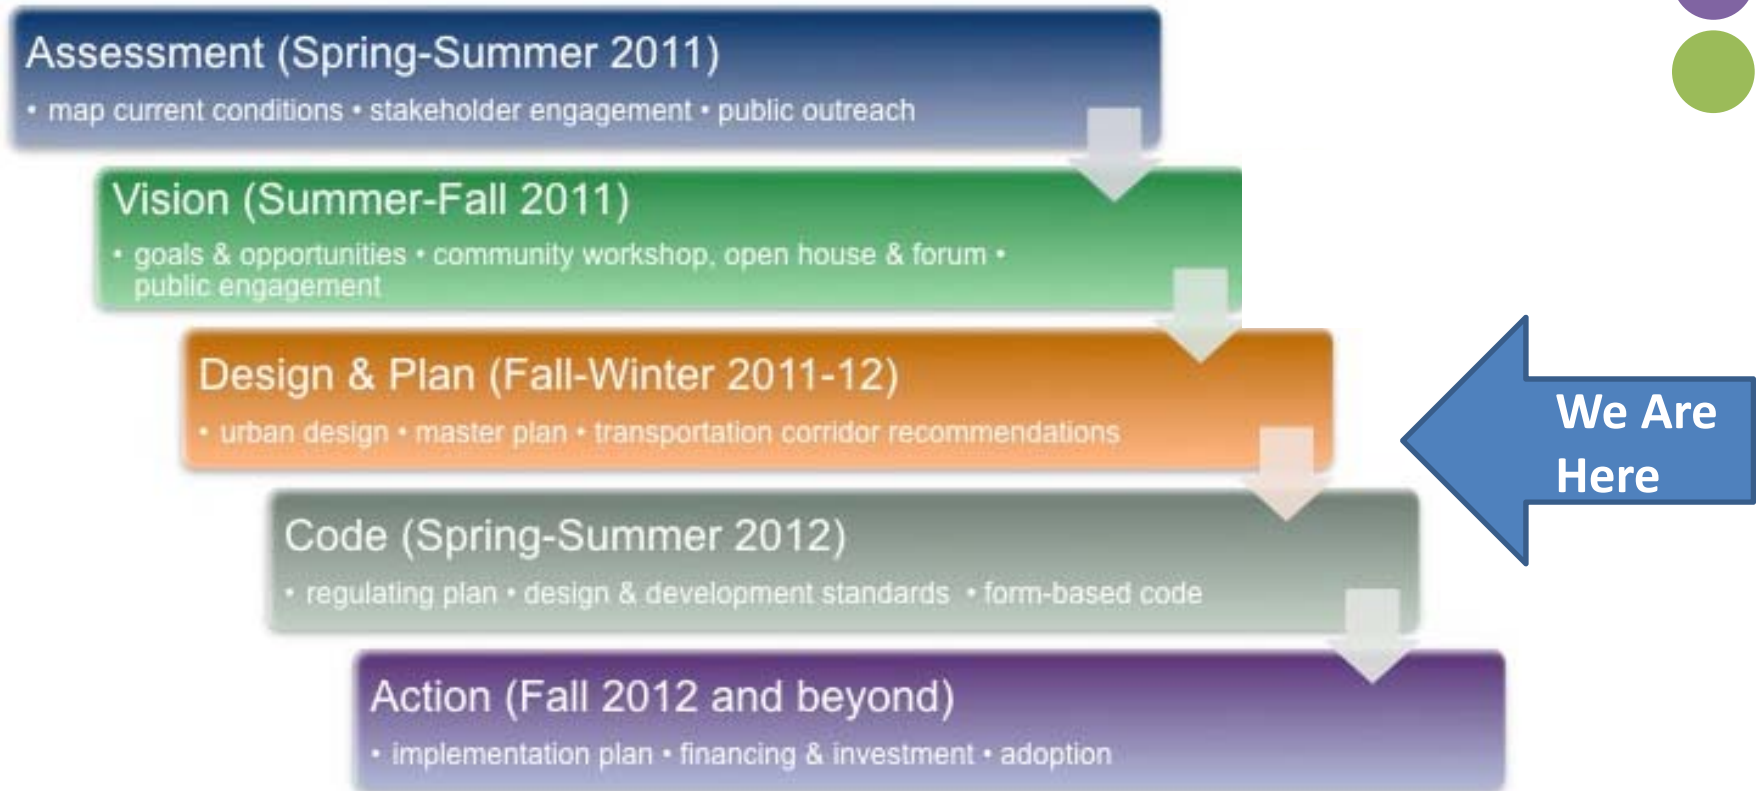 Assessment (Spring-Summer 2011)
• map current conditions • stakeholder engagement • public outreach
Vision (Summer-Fall 2011)
• goals & opportunities • community workshop, open house & forum •
public engagement
Design & Plan (Fall-Winter 2011-12)
• urban design • master plan • transportation corridor recommendations
We Are
Here
Code (Spring-Summer 2012)
• regulating plan • design & development standards • form-based code
Action (Fall 2012 and beyond)
• implementation plan • financing & investment • adoption